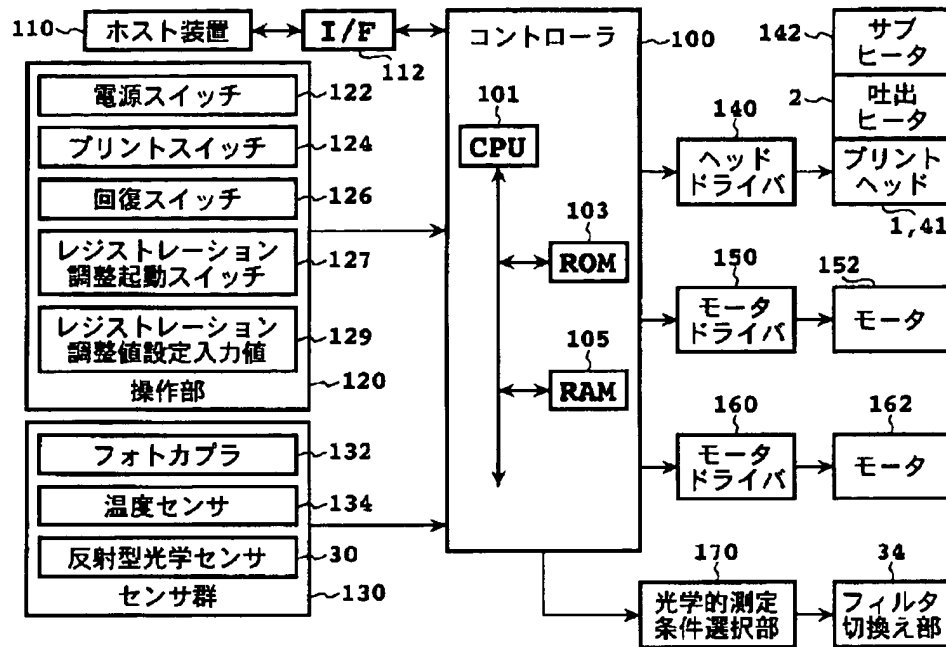 110
ホスト装置
I/F
112
電源スイッチ
122
プリントスイッチ
124
回復スイッチ
126
レジストレーション
調整起動スイッチ
127
レジストレーション
調整値設定入力値
129
操作部
120
フォトカプラ
132
温度センサ
134
反射型光学センサ
30
センサ群
130
コントローラ
100
101
CPU
103
ROM
105
RAM
140
ヘッド
ドライバ
142
サブ
ヒータ
2
吐出
ヒータ
プリント
ヘッド
1,41
150
モータ
ドライバ
152
モータ
160
モータ
ドライバ
162
モータ
170
光学的測定
条件選択部
34
フィルタ
切換え部